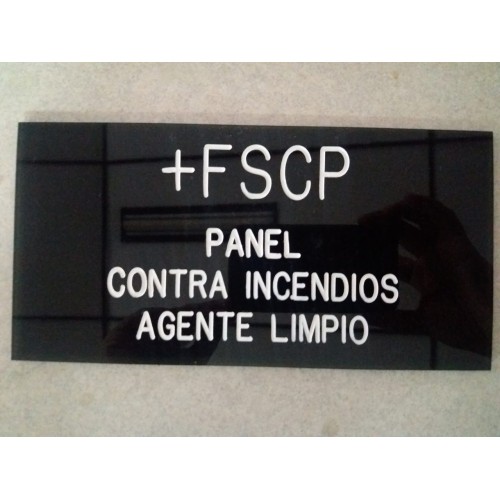 +FSCP
PANEL
CONTRA INCENDIOS
AGENTE LIMPIO